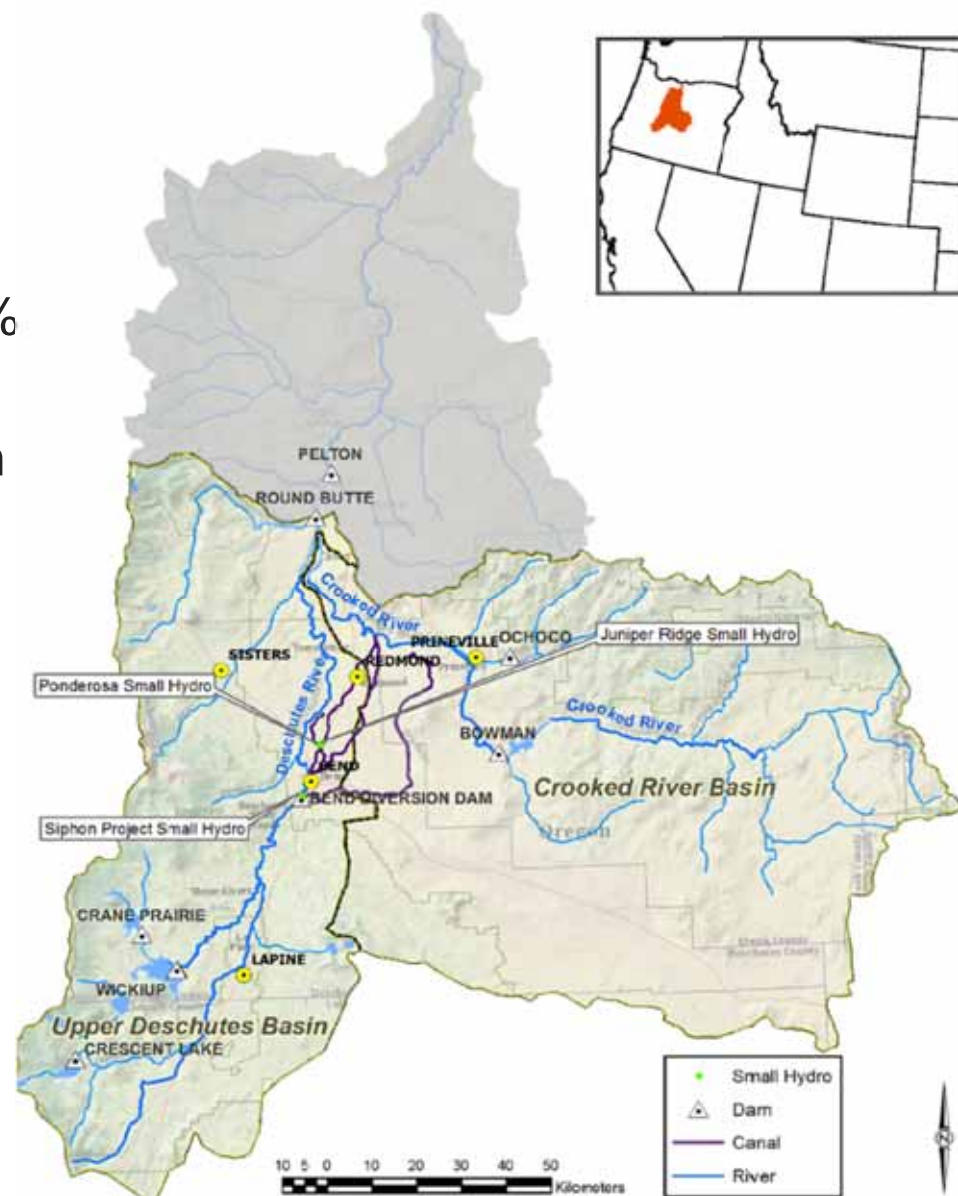 %
n
PELTON
ROUND BUTTE
Crooked River
PRINEVILLE
OCHOCO
Juniper Ridge Small Hydro
SISTERS
REDMOND
Ponderosa Small Hydro
Deschutes River
Crooked River
BOWMAN
BEND
Crooked River Basin
BEND DIVERSION DAM
Siphon Project Small Hydro
Oregon
CRANE PRAIRIE
LAPINE
WICKIUP
Upper Deschutes Basin
CRESCENT LAKE
Small Hydro
Dam
Canal
River
10 5 0 10 20 30 40 50
Kilometers
N